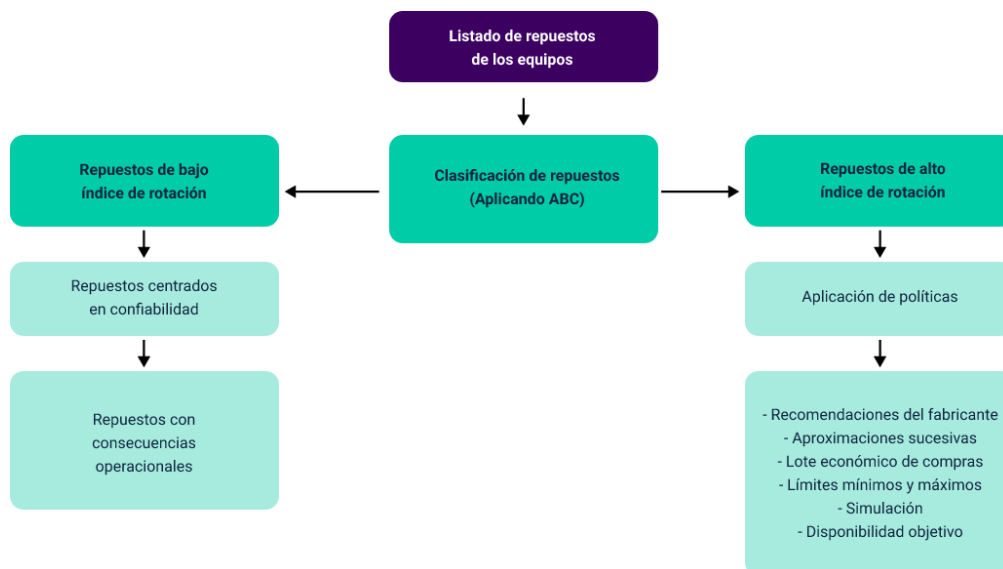 Listado de repuestos
de los equipos
Repuestos de bajo
índice de rotación
Clasificación de repuestos
(Aplicando ABC)
Repuestos de alto
índice de rotación
Repuestos centrados
en confiabilidad
Aplicación de políticas
Repuestos con
consecuencias
operacionales
- Recomendaciones del fabricante
- Aproximaciones sucesivas
- Lote económico de compras
- Límites mínimos y máximos
- Simulación
- Disponibilidad objetivo